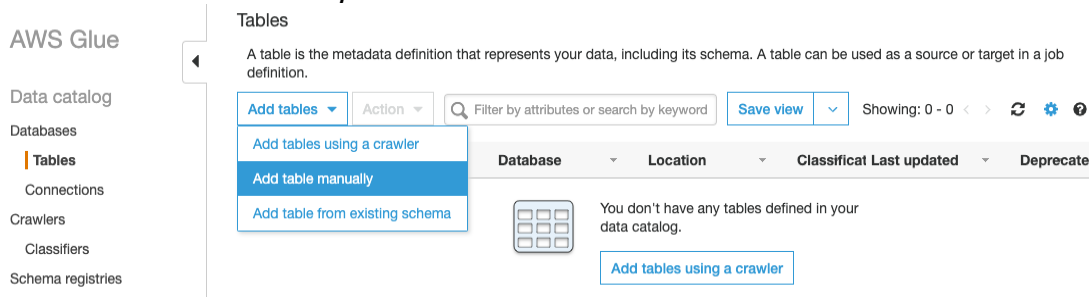 Tables
AWS Glue
A table is the metadata definition that represents your data, including its schema. A table can be used as a source or target in a job
definition.
Data catalog
Add tables Action Filter by attributes or search by keyword Save view Showing: 0 - 0
Databases
Add tables using a crawler
Tables
Database Location Classificat Last updated Deprecate
Add table manually
Connections
Add table from existing schema
You don't have any tables defined in your
data catalog.
Crawlers
Classifiers
Add tables using a crawler
Schema registries